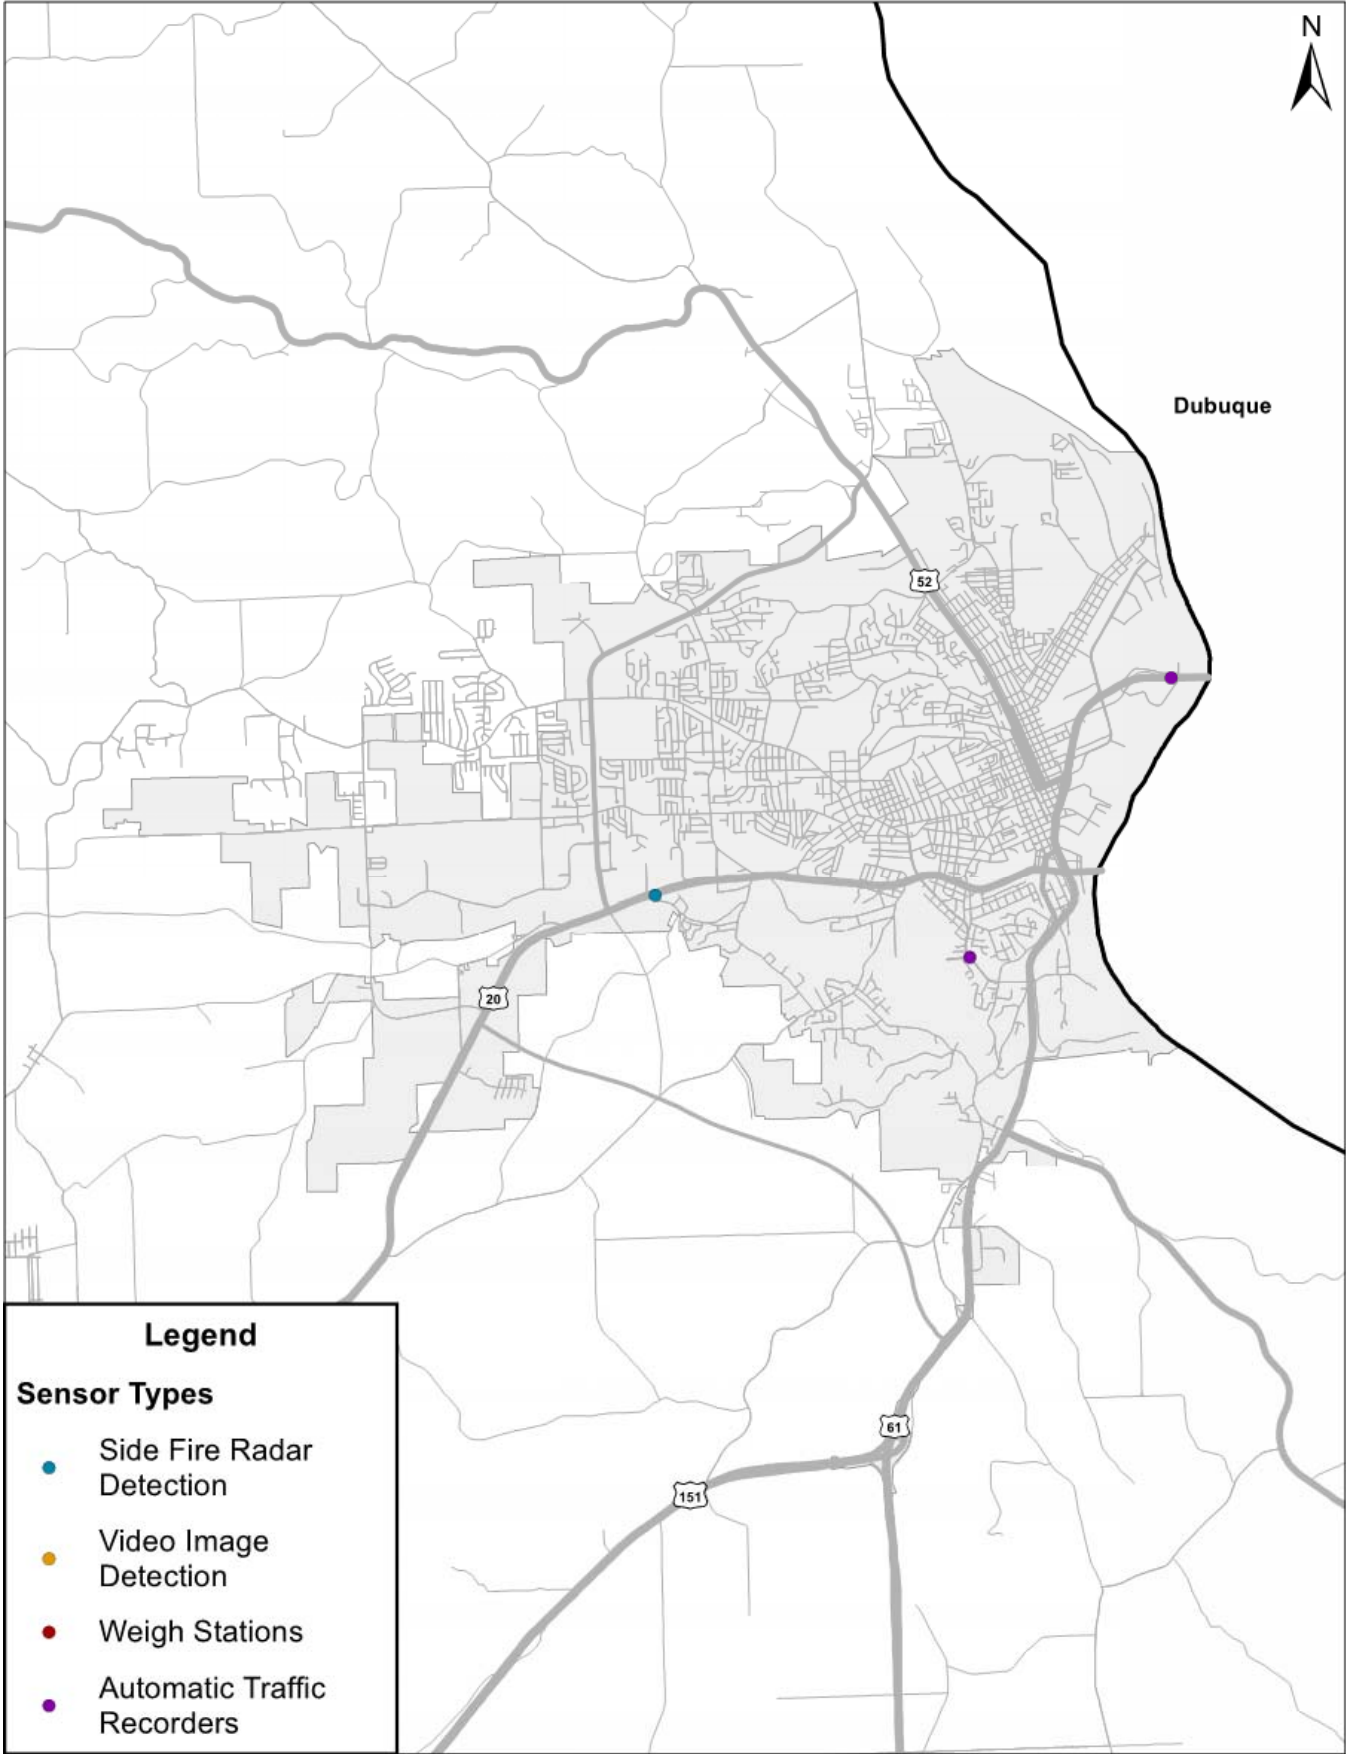 N
Dubuque
52
20
61
151
Legend
Sensor Types
Side Fire Radar
Detection
Video Image
Detection
Weigh Stations
Automatic Traffic
Recorders